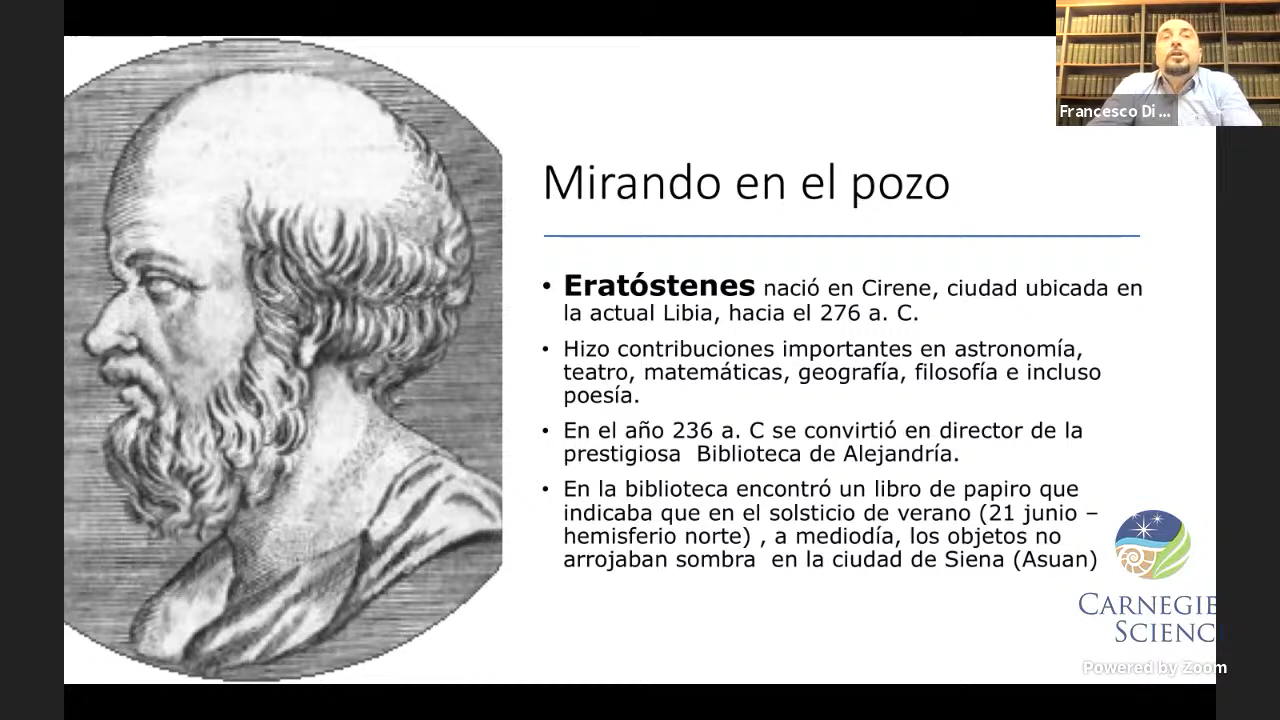 Francesco Di ...
Mirando en el pozo
• Eratóstenes nació en Cirene, ciudad ubicada en
la actual Libia, hacia el 276 a. C.
• Hizo contribuciones importantes en astronomía,
teatro, matemáticas, geografía, filosofía e incluso
poesía.
• En el año 236 a. C se convirtió en director de la
prestigiosa  Biblioteca de Alejandría.
• En la biblioteca encontró un libro de papiro que
indicaba que en el solsticio de verano (21 junio –
hemisferio norte) , a mediodía, los objetos no
arrojaban sombra  en la ciudad de Siena (Asuan)
CARNEGIE
SCIENC
Powered by Zoom